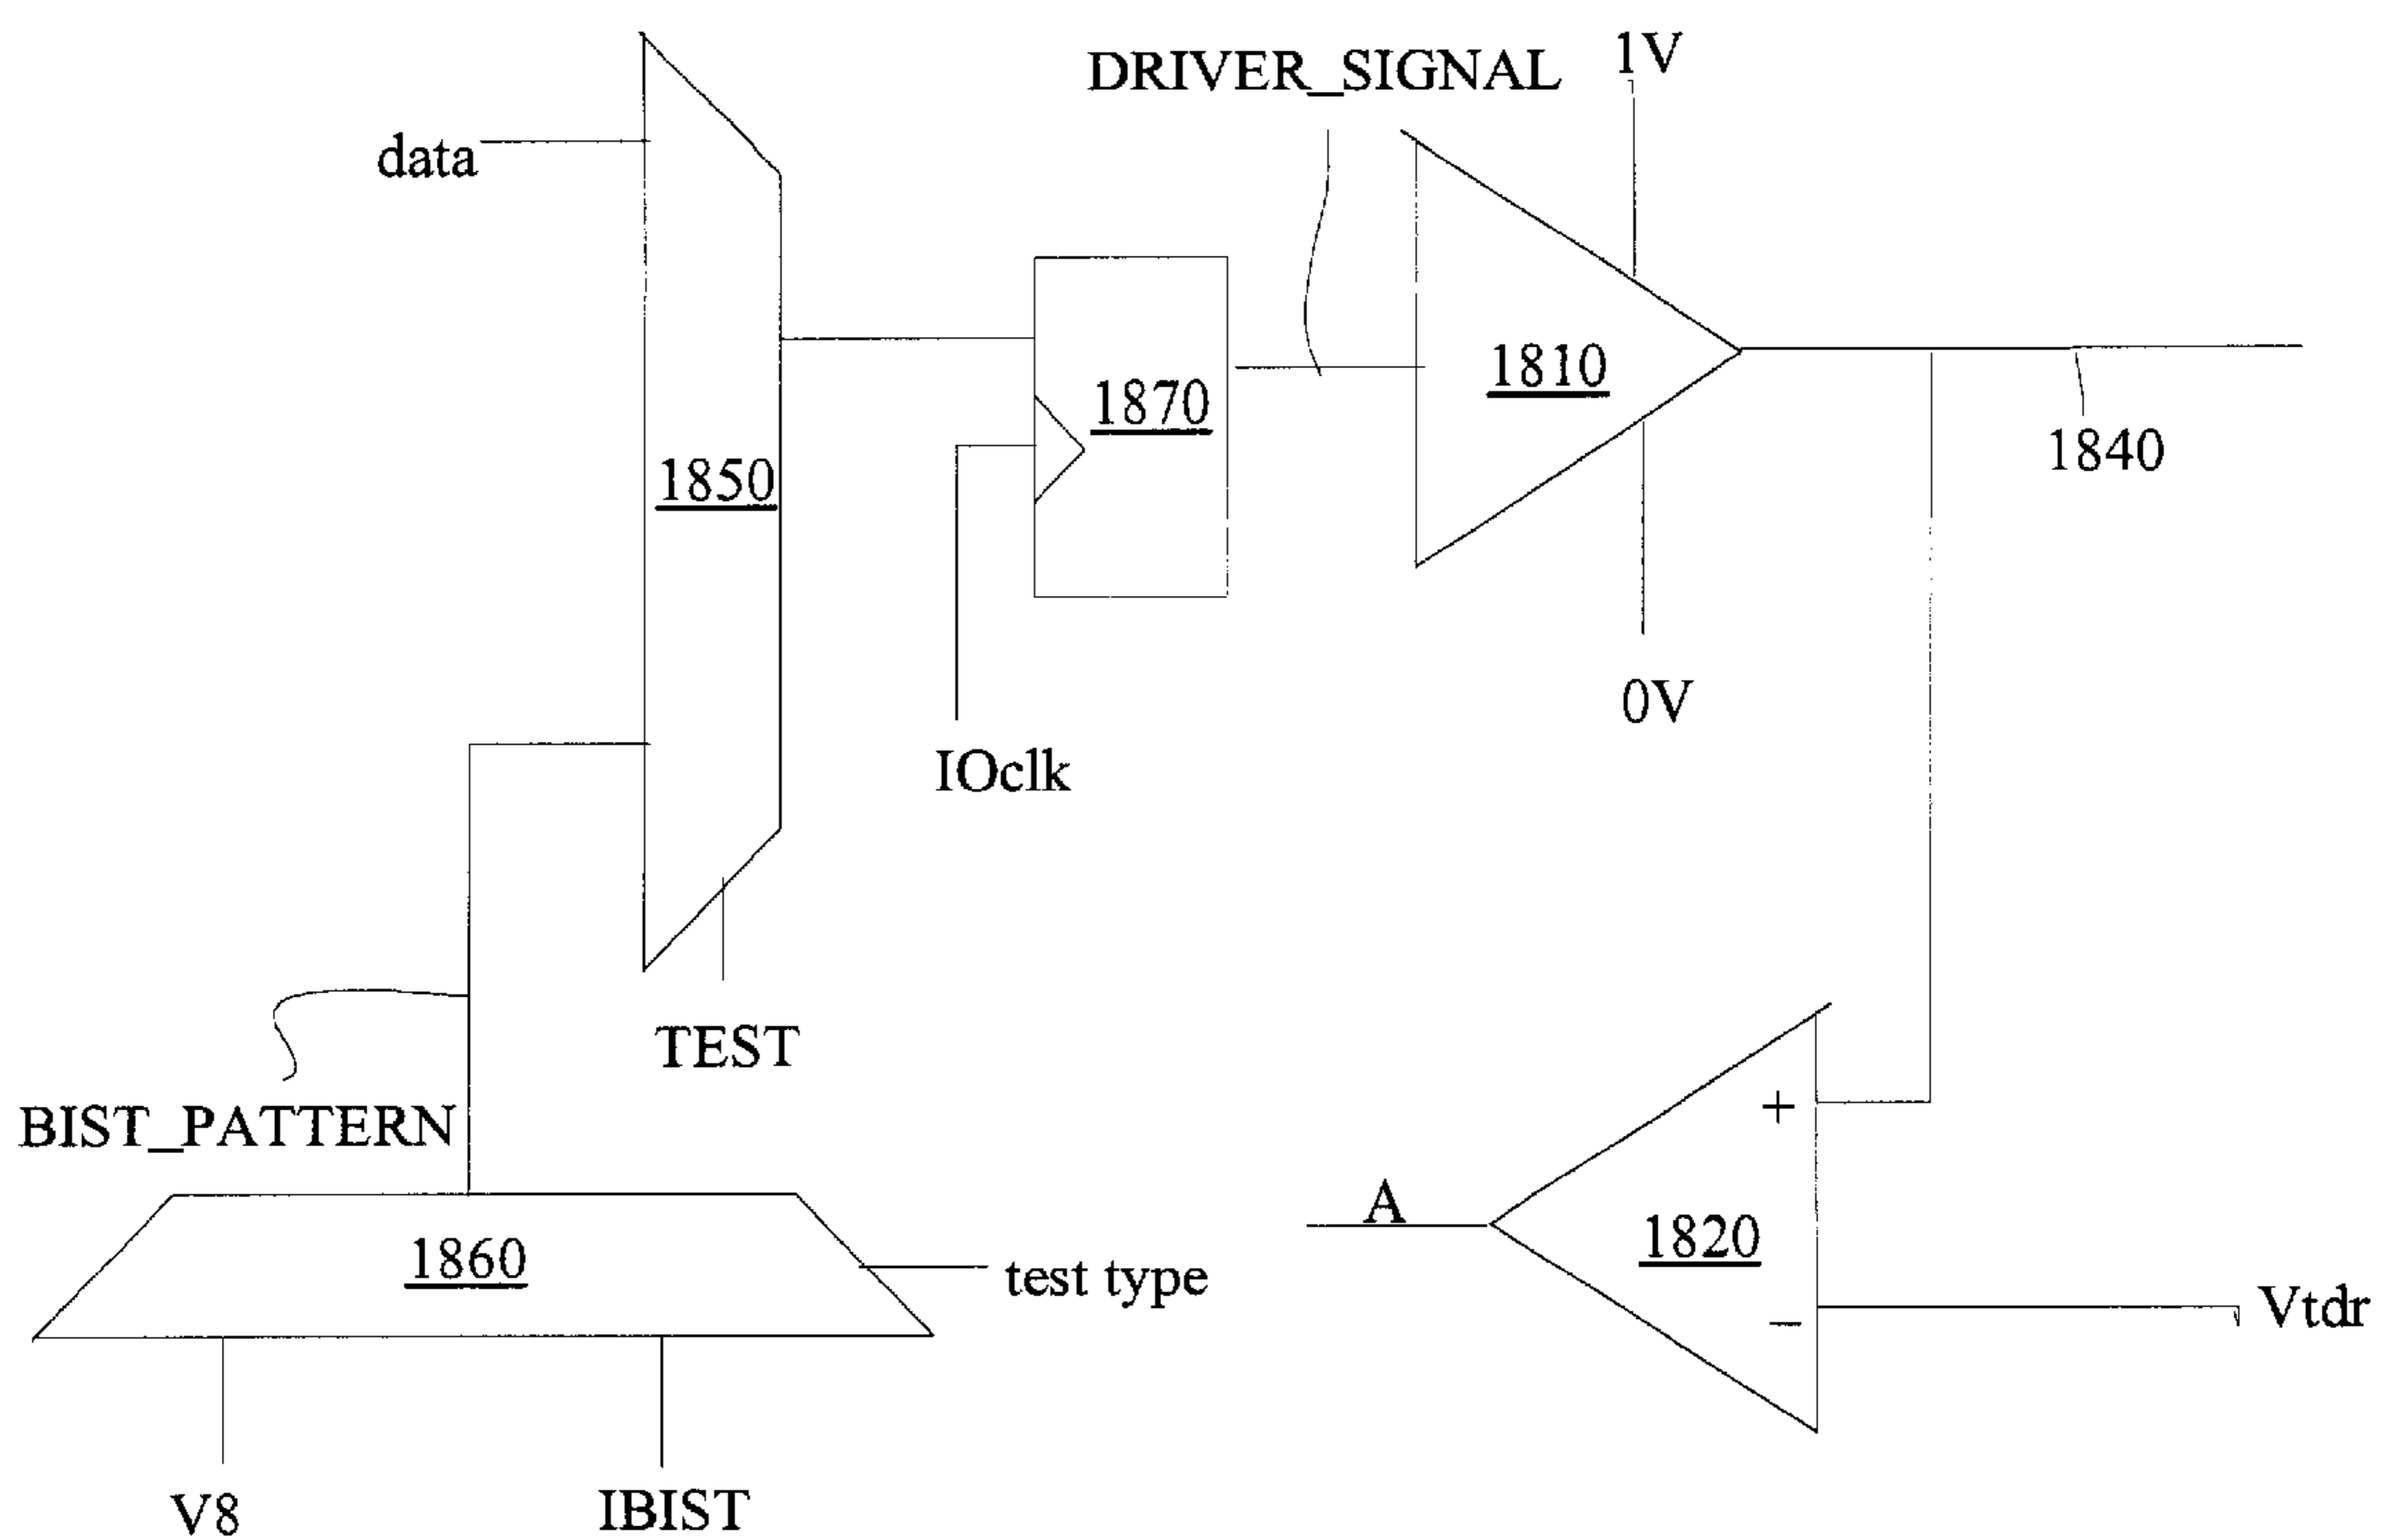 DRIVER_SIGNAL
1V
data
1850
1870
1810
1840
0V
IOclk
TEST
BIST_PATTERN
+
A
1860
test type
1820
−
Vtdr
V8
IBIST